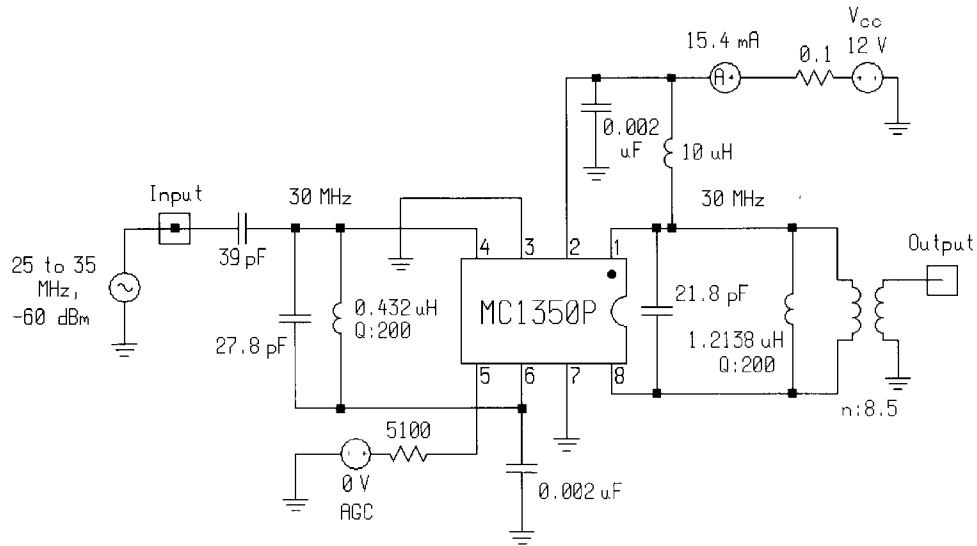 Vcc
12 V
15.4 mA
0.1
A
0.002
uF
10 uH
Input
30 MHz
30 MHz
Output
39 pF
4 3 2 1
25 to 35
MHz,
-60 dBm
0.432 uH
Q:200
27.8 pF
MC1350P
21.8 pF
1.2138 uH
Q:200
5 6 7 8
n:8.5
5100
0 V
AGC
0.002 uF